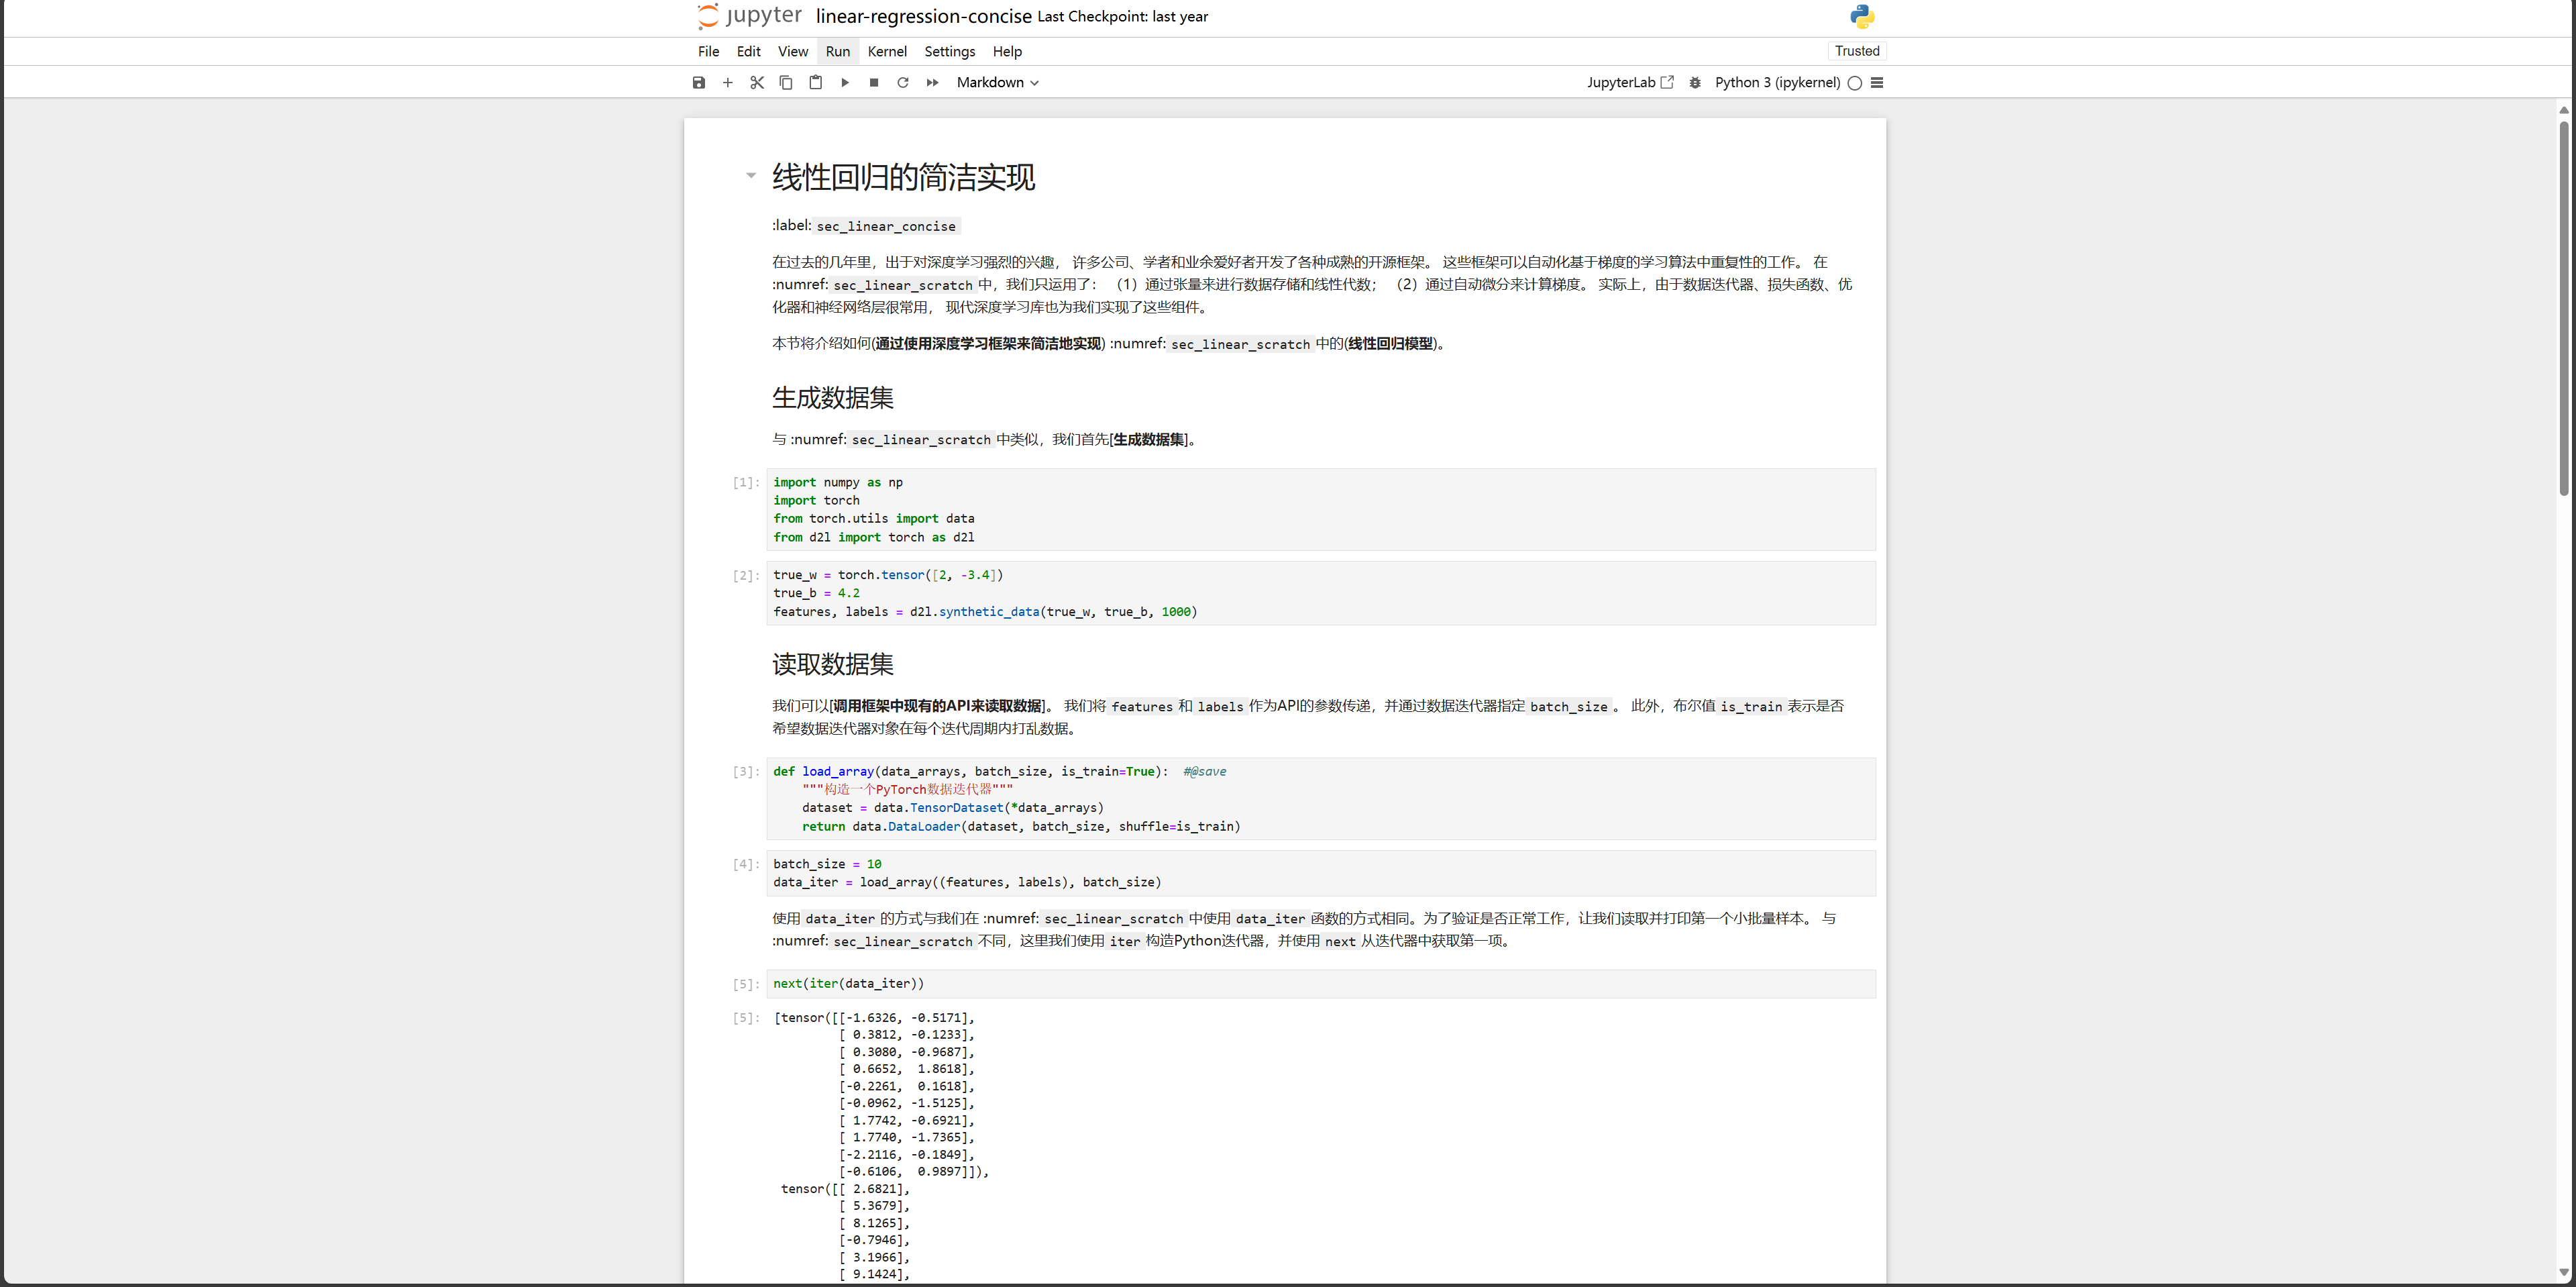 jupyter linear-regression-concise Last Checkpoint: last year
File Edit View Run Kernel Settings Help Trusted
Markdown JupyterLab Python 3 (ipykernel)
线性回归的简洁实现
:label: sec_linear_concise
在过去的几年里，出于对深度学习强烈的兴趣， 许多公司、学者和业余爱好者开发了各种成熟的开源框架。 这些框架可以自动化基于梯度的学习算法中重复性的工作。 在
:numref: sec_linear_scratch 中，我们只运用了： （1）通过张量来进行数据存储和线性代数； （2）通过自动微分来计算梯度。 实际上，由于数据迭代器、损失函数、优
化器和神经网络层很常用， 现代深度学习库也为我们实现了这些组件。
本节将介绍如何(通过使用深度学习框架来简洁地实现) :numref: sec_linear_scratch 中的(线性回归模型)。
生成数据集
与 :numref: sec_linear_scratch 中类似，我们首先[生成数据集]。
[1]: import numpy as np
import torch
from torch.utils import data
from d2l import torch as d2l
[2]: true_w = torch.tensor([2, -3.4])
true_b = 4.2
features, labels = d2l.synthetic_data(true_w, true_b, 1000)
读取数据集
我们可以[调用框架中现有的API来读取数据]。 我们将 features 和 labels 作为API的参数传递，并通过数据迭代器指定 batch_size 。 此外，布尔值 is_train 表示是否
希望数据迭代器对象在每个迭代周期内打乱数据。
[3]: def load_array(data_arrays, batch_size, is_train=True):  #@save
    """构造一个PyTorch数据迭代器"""
    dataset = data.TensorDataset(*data_arrays)
    return data.DataLoader(dataset, batch_size, shuffle=is_train)
[4]: batch_size = 10
data_iter = load_array((features, labels), batch_size)
使用 data_iter 的方式与我们在 :numref: sec_linear_scratch 中使用 data_iter 函数的方式相同。为了验证是否正常工作，让我们读取并打印第一个小批量样本。 与
:numref: sec_linear_scratch 不同，这里我们使用 iter 构造Python迭代器，并使用 next 从迭代器中获取第一项。
[5]: next(iter(data_iter))
[5]: [tensor([[-1.6326, -0.5171],
         [ 0.3812, -0.1233],
         [ 0.3080, -0.9687],
         [ 0.6652,  1.8618],
         [-0.2261,  0.1618],
         [-0.0962, -1.5125],
         [ 1.7742, -0.6921],
         [ 1.7740, -1.7365],
         [-2.2116, -0.1849],
         [-0.6106,  0.9897]]),
 tensor([[ 2.6821],
         [ 5.3679],
         [ 8.1265],
         [-0.7946],
         [ 3.1966],
         [ 9.1424],